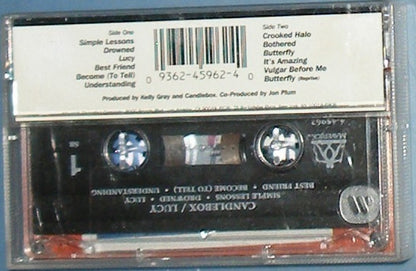 Side One
Simple Lessons
Drowned
Lucy
Best Friend
Become (To Tell)
Understanding
0 9362-45962-4 0
Side Two
Crooked Halo
Bothered
Butterfly
It's Amazing
Vulgar Before Me
Butterfly (Reprise)
Produced by Kelly Gray and Candlebox. Co-Produced by Jon Plum
1
MAVERICK
CANDLEBOX / LUCY
SIMPLE LESSONS • DROWNED • LUCY
BEST FRIEND • BECOME (TO TELL) • UNDERSTANDING